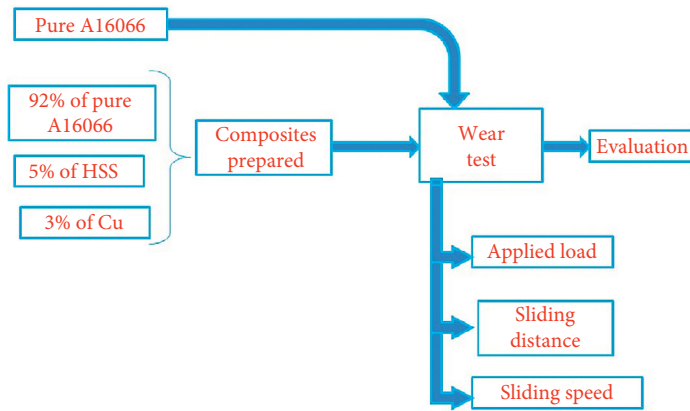 Pure A16066
92% of pure
A16066
5% of HSS
3% of Cu
Composites
prepared
Wear
test
Evaluation
Applied load
Sliding
distance
Sliding speed